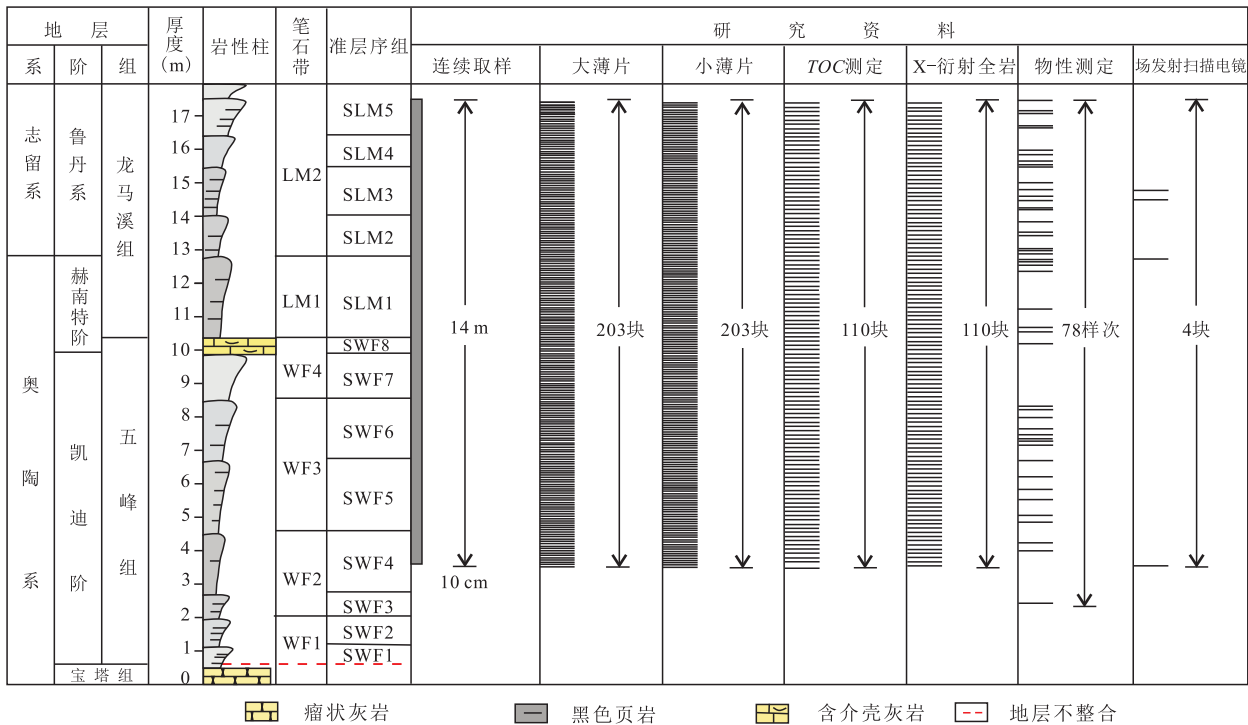 地 层
厚度(m)
岩性柱
笔石带
准层序组
研 究 资 料
系
阶
组
连续取样
大薄片
小薄片
TOC测定
X-衍射全岩
物性测定
场发射扫描电镜
志留系
奥陶系
鲁丹系
赫南特阶
凯迪阶
龙马溪组
五峰组
宝塔组
17
16
15
14
13
12
11
10
9
8
7
6
5
4
3
2
1
0
LM2
LM1
WF4
WF3
WF2
WF1
SLM5
SLM4
SLM3
SLM2
SLM1
SWF8
SWF7
SWF6
SWF5
SWF4
SWF3
SWF2
SWF1
14 m
10 cm
203块
203块
110块
110块
78样次
4块
瘤状灰岩
黑色页岩
含介壳灰岩
地层不整合